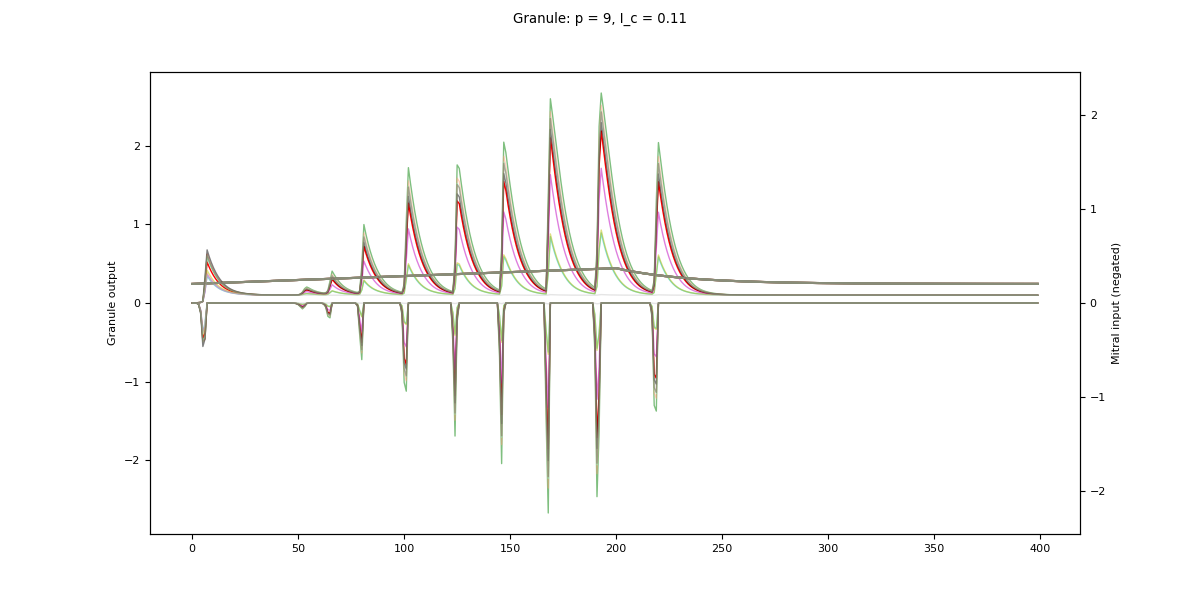 Granule: p = 9, I_c = 0.11
Granule output
2
1
0
−1
−2
2
1
0
−1
−2
Mitral input (negated)
0 50 100 150 200 250 300 350 400